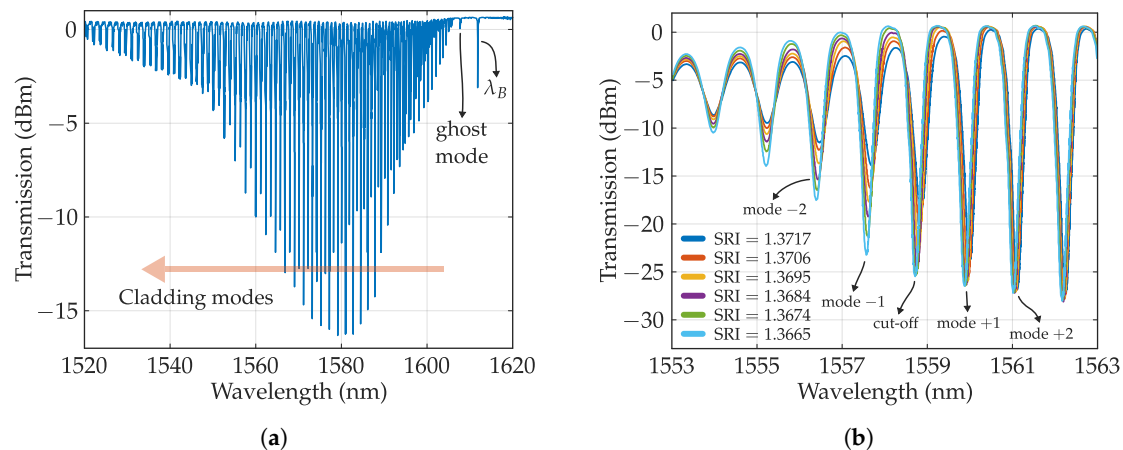 0
−5
−10
−15
Transmission (dBm)
1520
1540
1560
1580
1600
1620
Wavelength (nm)
ghost
mode
λB
Cladding modes
(a)
0
−5
−10
−15
−20
−25
−30
Transmission (dBm)
1553
1555
1557
1559
1561
1563
Wavelength (nm)
mode −2
SRI = 1.3717
SRI = 1.3706
SRI = 1.3695
SRI = 1.3684
SRI = 1.3674
SRI = 1.3665
mode −1
cut-off
mode +1
mode +2
(b)